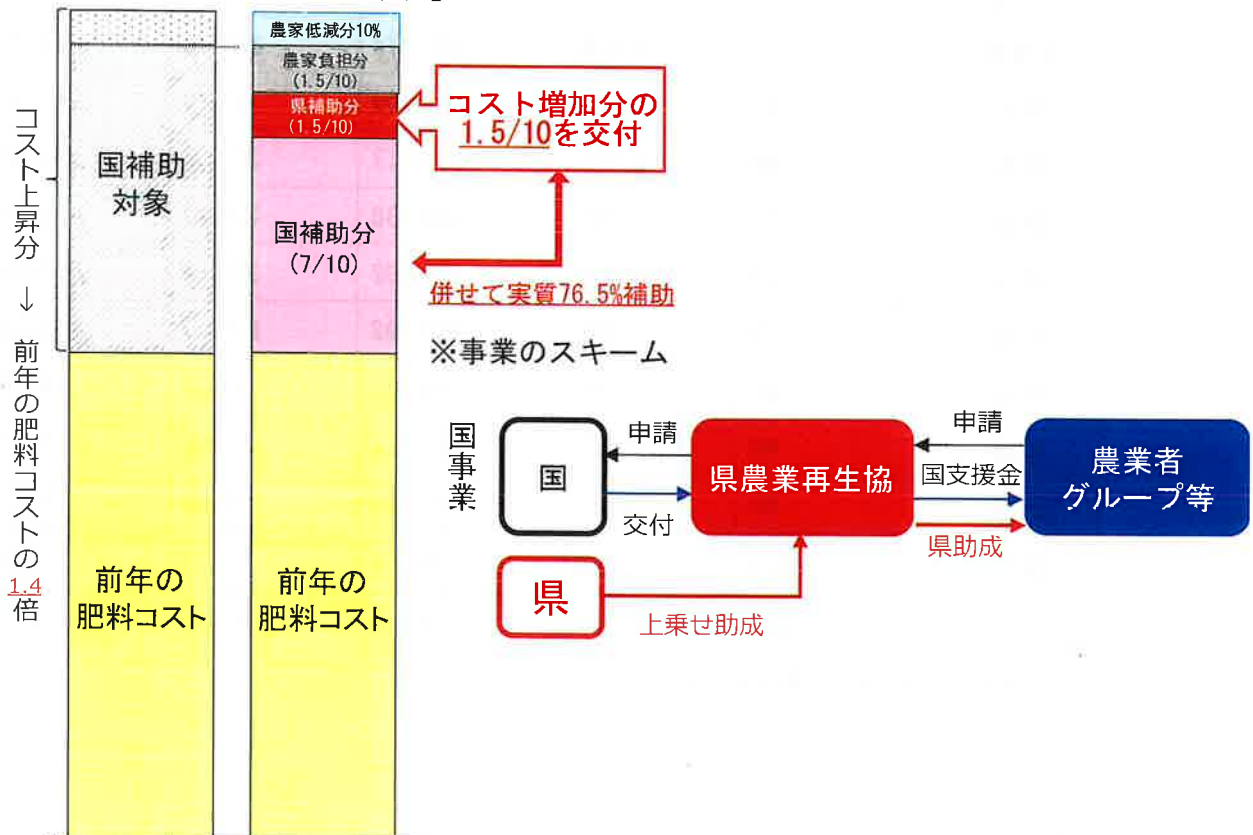 コスト上昇分 → 前年の肥料コストの1.4倍
国補助
対象
前年の
肥料コスト
農家低減分10%
農家負担分
(1.5/10)
県補助分
(1.5/10)
国補助分
(7/10)
前年の
肥料コスト
コスト増加分の
1.5/10を交付
併せて実質76.5%補助
※事業のスキーム
国事業
国
申請
交付
県農業再生協
申請
国支援金
県助成
農業者
グループ等
県
上乗せ助成